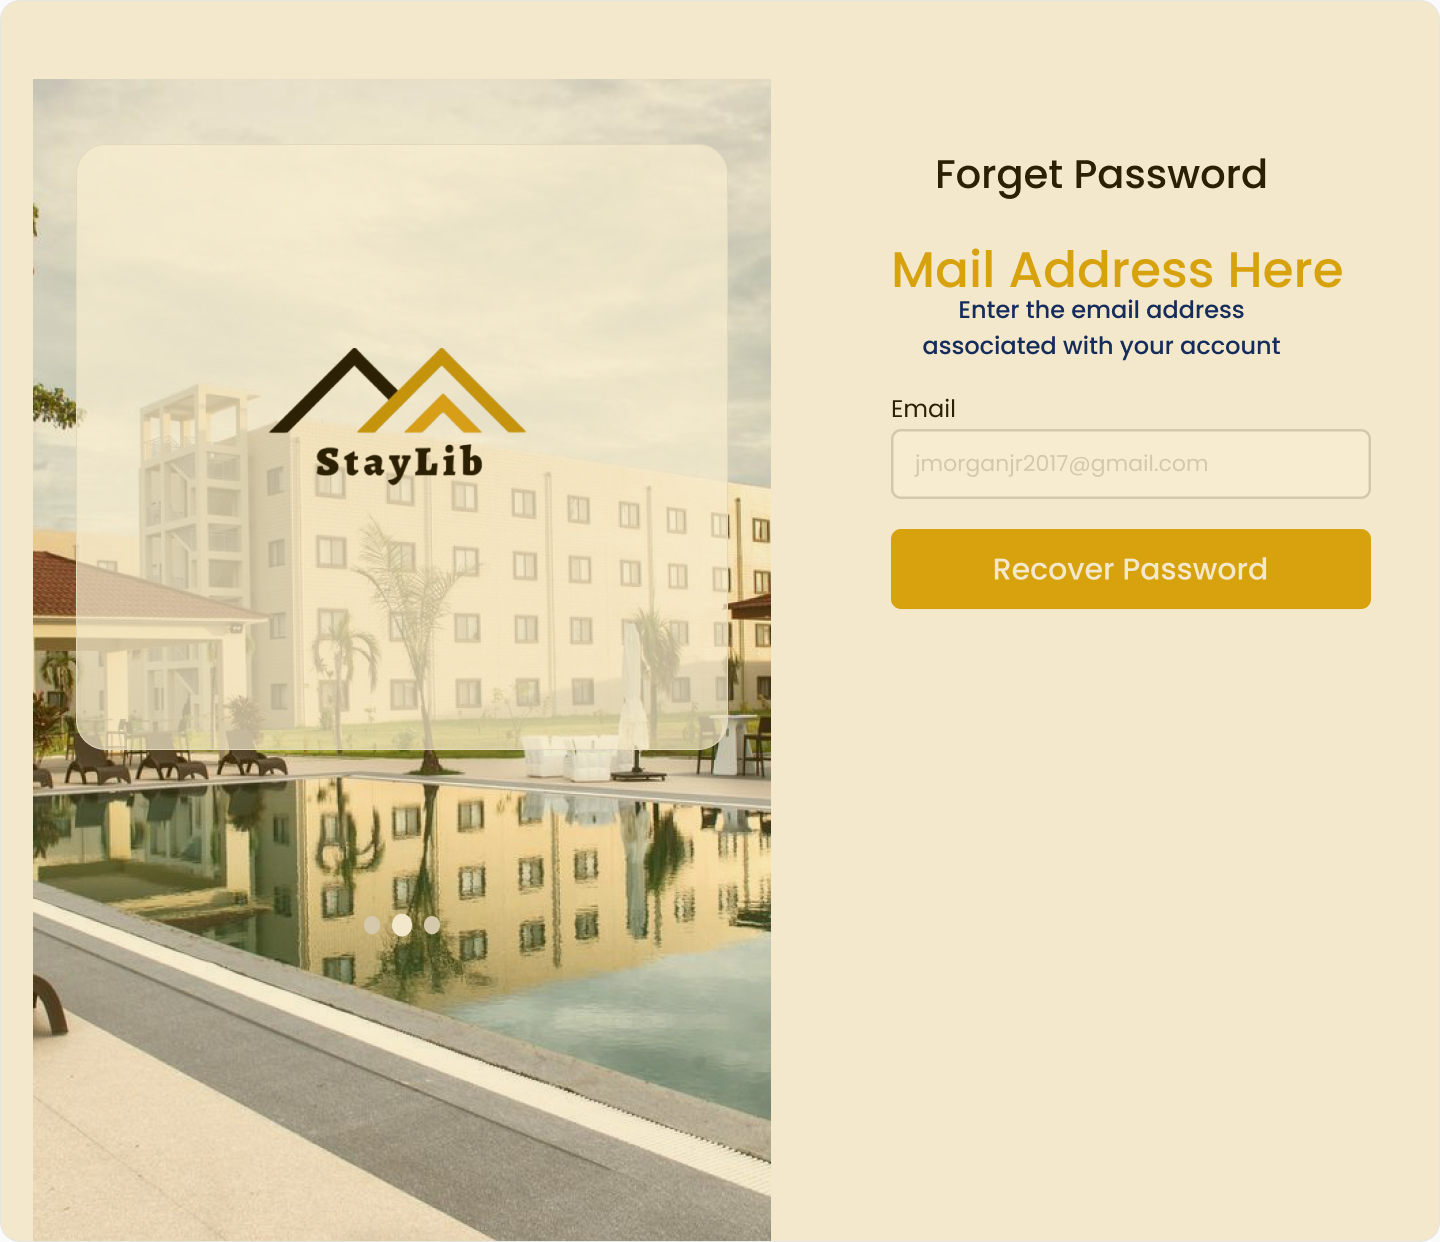 StayLib
Forget Password
Mail Address Here
Enter the email address
associated with your account
Email
jmorganjr2017@gmail.com
Recover Password